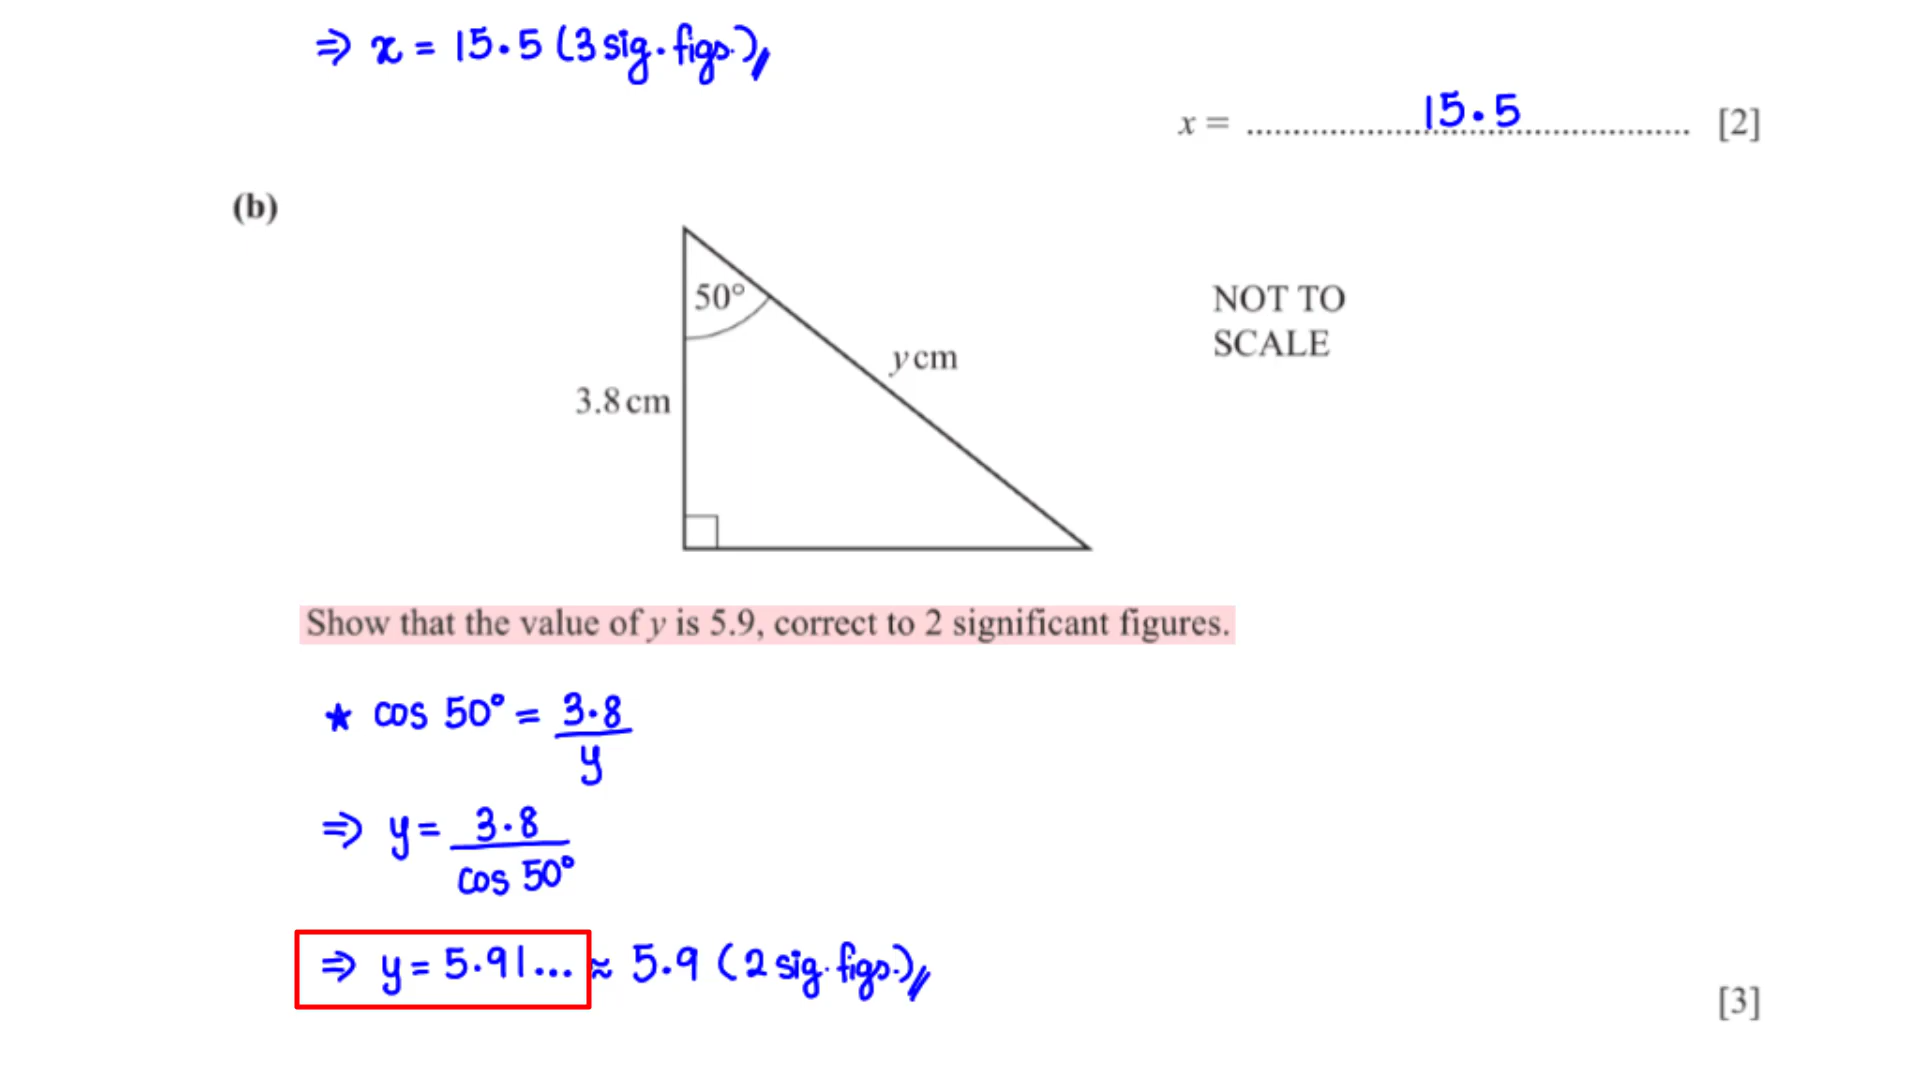 ⇒ x = 15.5 (3 sig. figs.)
x = ........................................ 15.5 [2]
(b)
50°
NOT TO
SCALE
y cm
3.8 cm
Show that the value of y is 5.9, correct to 2 significant figures.
★ cos 50° = 3.8/y
⇒ y = 3.8/cos 50°
⇒ y = 5.91... ≈ 5.9 (2 sig. figs.)
[3]